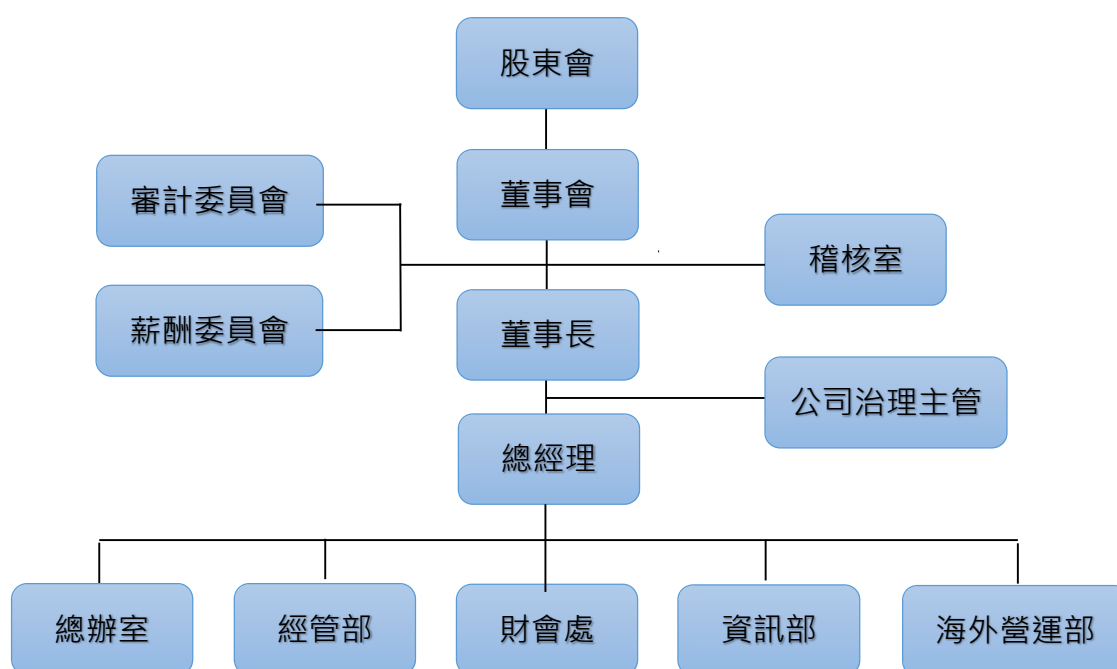 股東會
董事會
審計委員會
稽核室
薪酬委員會
董事長
公司治理主管
總經理
總辦室
經管部
財會處
資訊部
海外營運部